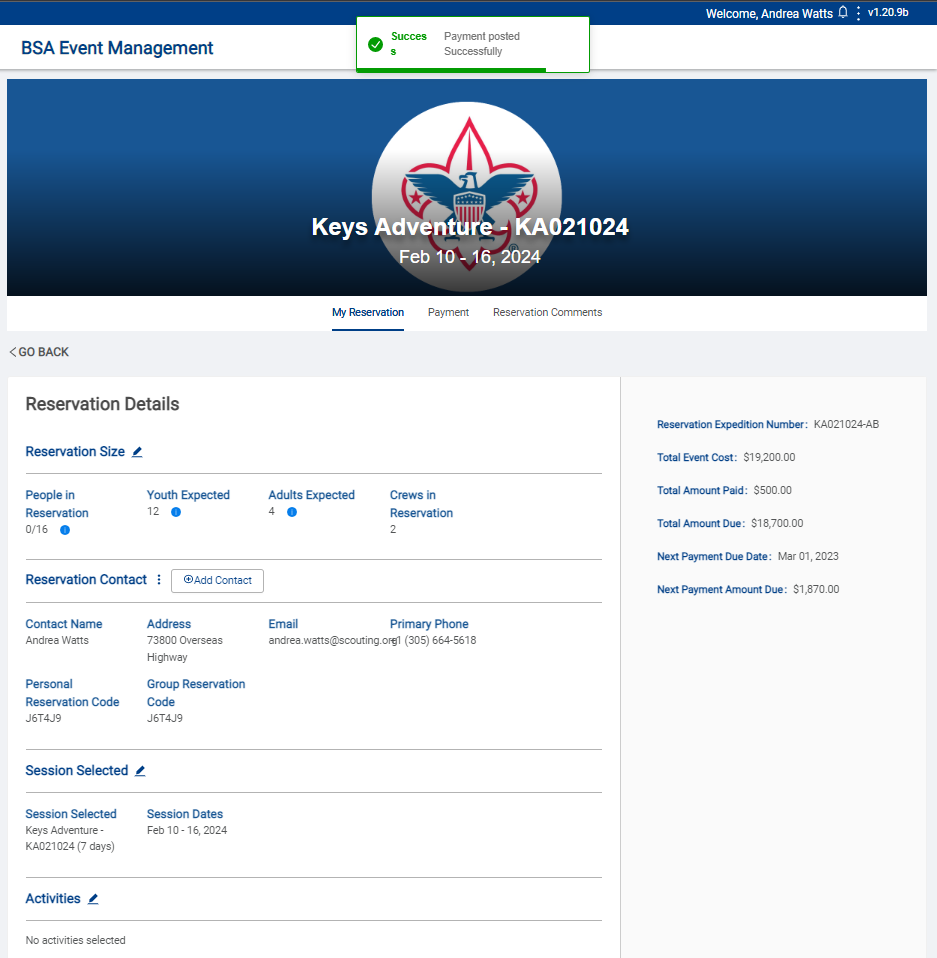 Welcome, Andrea Watts
v1.20.9b
BSA Event Management
Succes
s
Payment posted
Successfully
Keys Adventure - KA021024
Feb 10 - 16, 2024
®
My Reservation Payment Reservation Comments
GO BACK
Reservation Details
Reservation Size
People in
Reservation
0/16
Youth Expected
12
Adults Expected
4
Crews in
Reservation
2
Reservation Contact
Add Contact
Contact Name
Andrea Watts
Address
73800 Overseas
Highway
Email
andrea.watts@scouting.org
Primary Phone
+1 (305) 664-5618
Personal
Reservation Code
J6T4J9
Group Reservation
Code
J6T4J9
Session Selected
Session Selected
Keys Adventure -
KA021024 (7 days)
Session Dates
Feb 10 - 16, 2024
Activities
No activities selected
Reservation Expedition Number: KA021024-AB
Total Event Cost: $19,200.00
Total Amount Paid: $500.00
Total Amount Due: $18,700.00
Next Payment Due Date: Mar 01, 2023
Next Payment Amount Due: $1,870.00